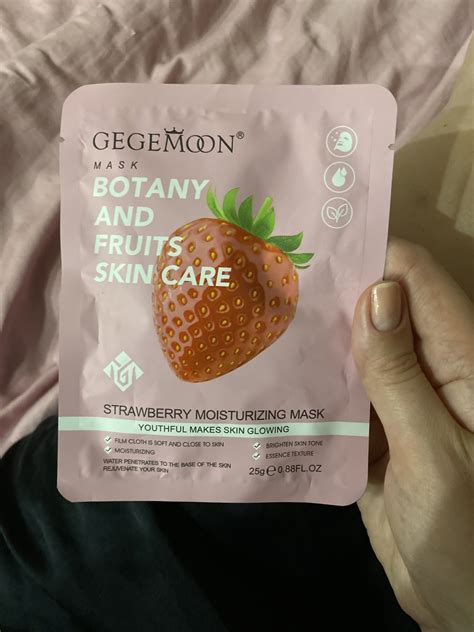 GEGEMOON®
MASK
BOTANY
AND
FRUITS
SKIN CARE
STRAWBERRY MOISTURIZING MASK
YOUTHFUL MAKES SKIN GLOWING
FILM CLOTH IS SOFT AND CLOSE TO SKIN
BRIGHTEN SKIN TONE
MOISTURIZING
ESSENCE TEXTURE
WATER PENETRATES TO THE BASE OF THE SKIN
REJUVENATE YOUR SKIN
25g℮0.88FL.OZ